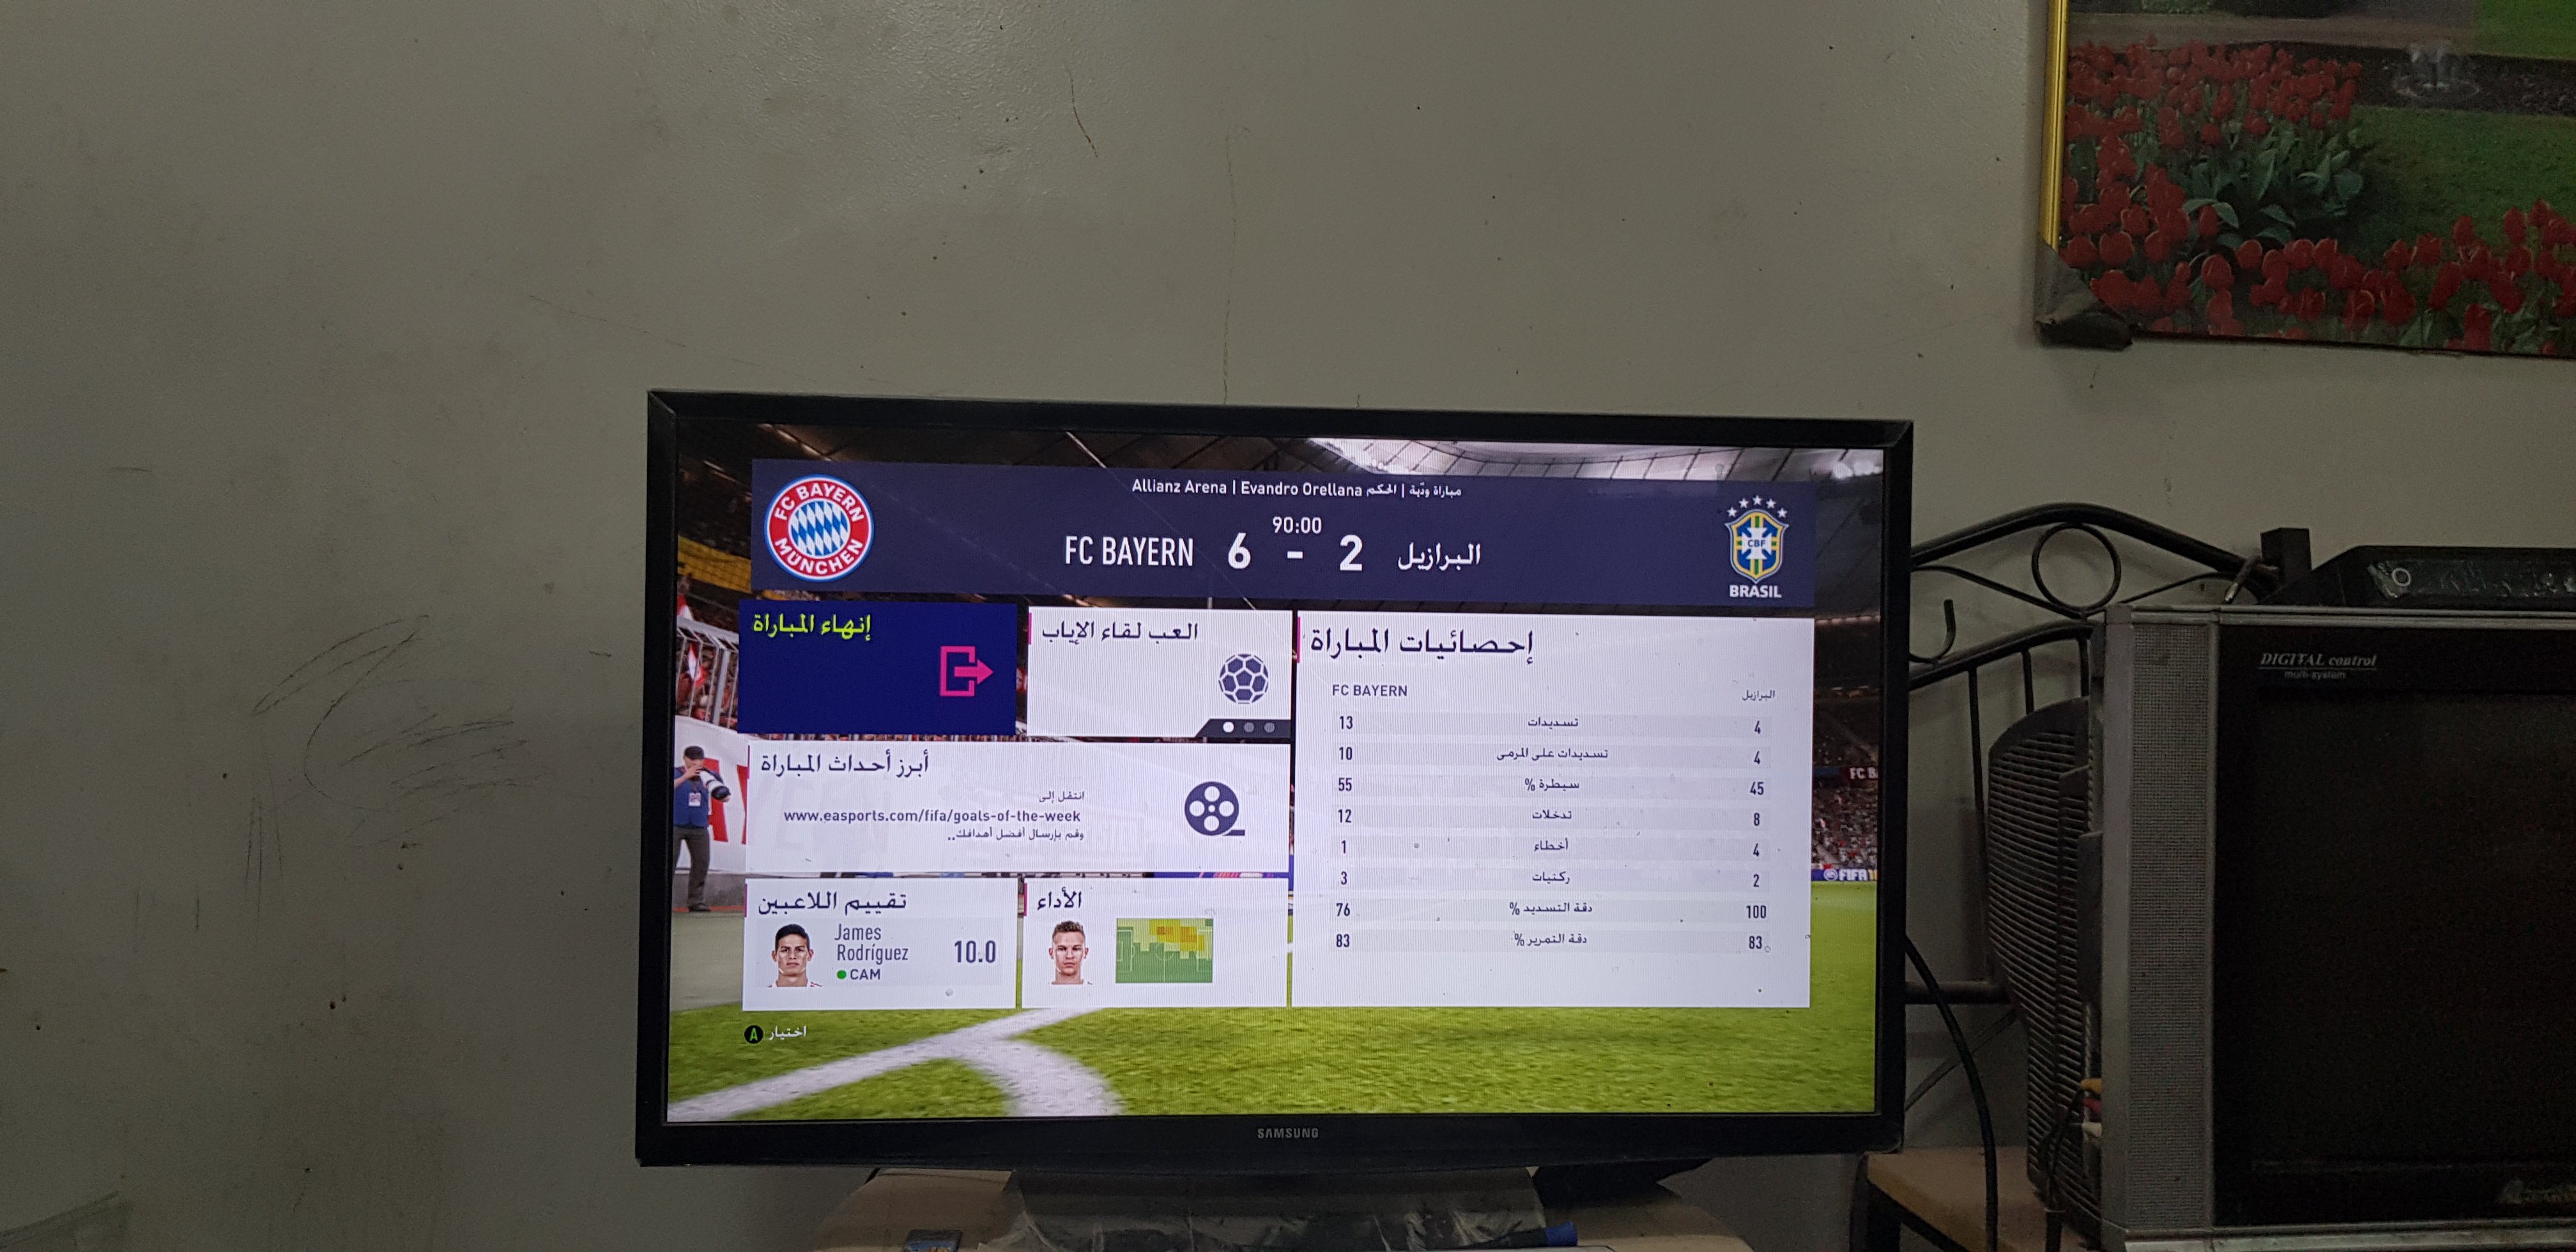 FC BAYERN
MÜNCHEN
Allianz Arena | Evandro Orellana مباراة ودّية | الحكم
90:00
FC BAYERN 6 - 2 البرازيل
CBF
BRASIL
إنهاء المباراة
العب لقاء الإياب
أبرز أحداث المباراة
انتقل إلى
www.easports.com/fifa/goals-of-the-week
وقم بإرسال أفضل أهدافك..
تقييم اللاعبين
James
Rodríguez
CAM
10.0
الأداء
إحصائيات المباراة
FC BAYERN البرازيل
13 تسديدات 4
10 تسديدات على المرمى 4
55 سيطرة % 45
12 تدخلات 8
1 أخطاء 4
3 ركنيات 2
76 دقة التسديد % 100
83 دقة التمرير % 83
A اختيار
FC B
FIFA
SAMSUNG
DIGITAL control
multi-system